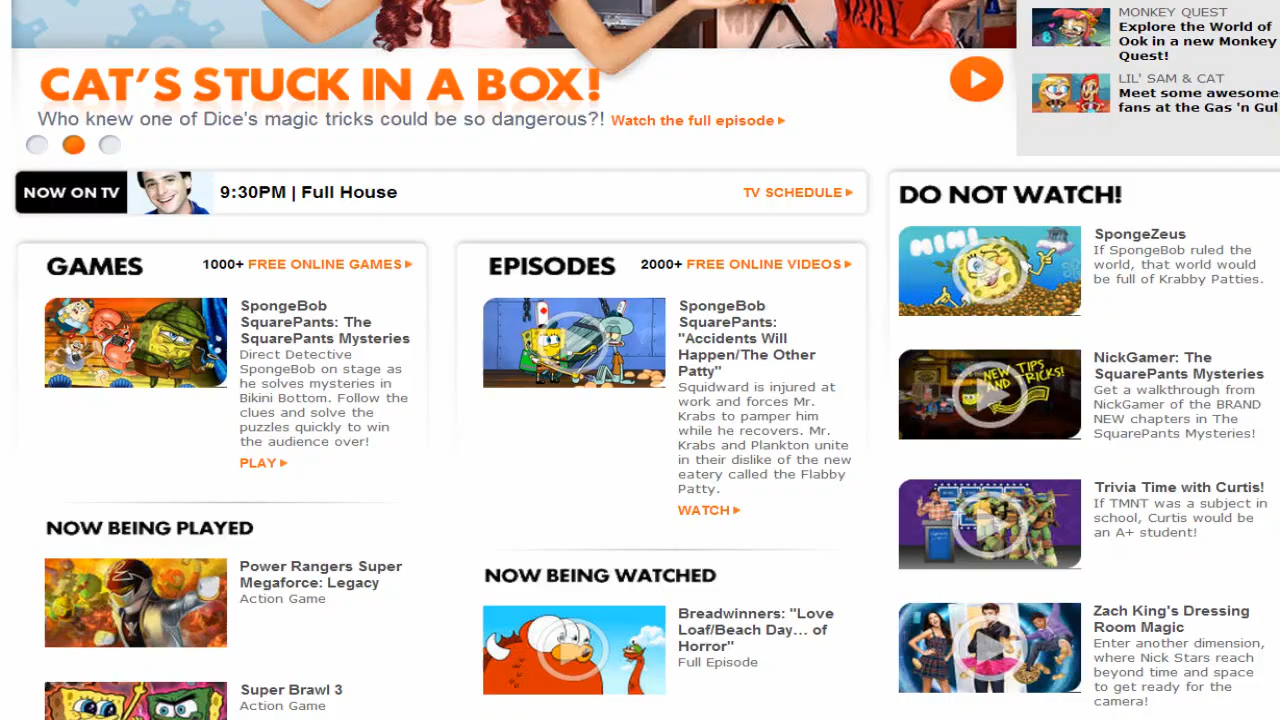 MONKEY QUEST
Explore the World of
Ook in a new Monkey
Quest!
LIL' SAM & CAT
Meet some awesome
fans at the Gas 'n Gul
CAT'S STUCK IN A BOX!
Who knew one of Dice's magic tricks could be so dangerous?! Watch the full episode
NOW ON TV
9:30PM | Full House
TV SCHEDULE
GAMES
1000+ FREE ONLINE GAMES
SpongeBob
SquarePants: The
SquarePants Mysteries
Direct Detective
SpongeBob on stage as
he solves mysteries in
Bikini Bottom. Follow the
clues and solve the
puzzles quickly to win
the audience over!
PLAY
NOW BEING PLAYED
Power Rangers Super
Megaforce: Legacy
Action Game
Super Brawl 3
Action Game
EPISODES
2000+ FREE ONLINE VIDEOS
SpongeBob
SquarePants:
"Accidents Will
Happen/The Other
Patty"
Squidward is injured at
work and forces Mr.
Krabs to pamper him
while he recovers. Mr.
Krabs and Plankton unite
in their dislike of the new
eatery called the Flabby
Patty.
WATCH
NOW BEING WATCHED
Breadwinners: "Love
Loaf/Beach Day... of
Horror"
Full Episode
DO NOT WATCH!
HIM!
SpongeZeus
If SpongeBob ruled the
world, that world would
be full of Krabby Patties.
NEW TIPS
AND TRICKS!
NickGamer: The
SquarePants Mysteries
Get a walkthrough from
NickGamer of the BRAND
NEW chapters in The
SquarePants Mysteries!
Trivia Time with Curtis!
If TMNT was a subject in
school, Curtis would be
an A+ student!
Zach King's Dressing
Room Magic
Enter another dimension,
where Nick Stars reach
beyond time and space
to get ready for the
camera!